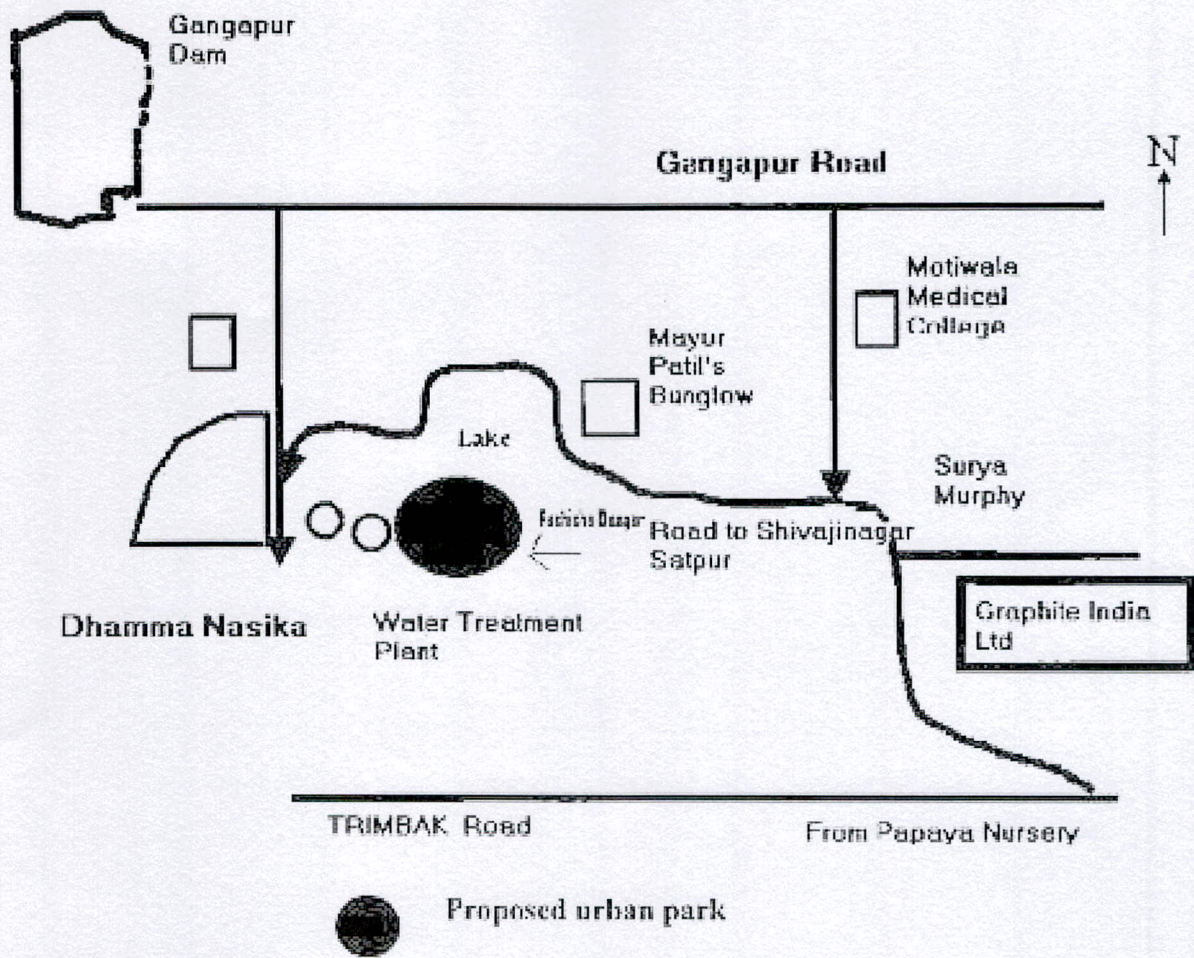 Gangapur
Dam
Gangapur Road
N
Motiwala
Medical
College
Mayur
Patil's
Bunglow
Lake
Surya
Murphy
Road to Shivajinagar
Satpur
Graphite India
Ltd
Dhamma Nasika
Water Treatment
Plant
TRIMBAK Road
From Papaya Nursery
Proposed urban park